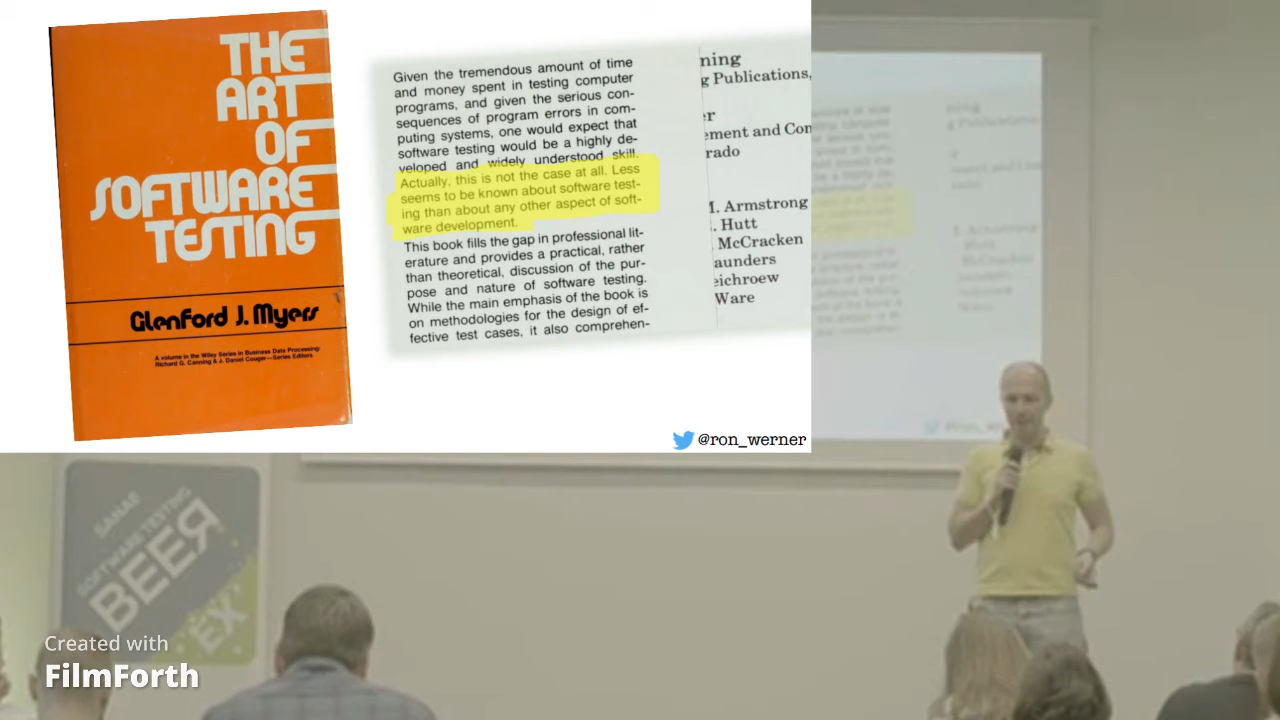 THE
ART
OF
SOFTWARE
TESTING
Glenford J. Myers
A volume in the Wiley Series in Business Data Processing:
Richard G. Canning & J. Daniel Couger—Series Editors
Given the tremendous amount of time
and money spent in testing computer
programs, and given the serious con-
sequences of program errors in com-
puting systems, one would expect that
software testing would be a highly de-
veloped and widely understood skill.
Actually, this is not the case at all. Less
seems to be known about software test-
ing than about any other aspect of soft-
ware development.
This book fills the gap in professional lit-
erature and provides a practical, rather
than theoretical, discussion of the pur-
pose and nature of software testing.
While the main emphasis of the book is
on methodologies for the design of ef-
fective test cases, it also comprehen-
ning
g Publications,
er
ement and Con
rado
M. Armstrong
. Hutt
McCracken
aunders
eichroew
Ware
@ron_werner
SANAE
SOFTWARETESTING
BEER
EX
Created with
FilmForth